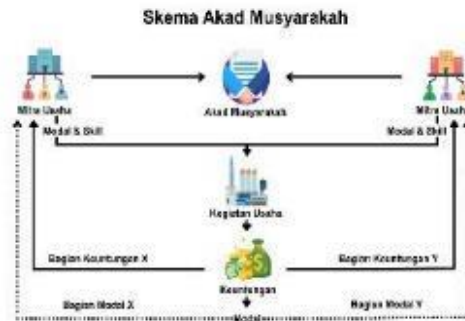 Skema Akad Musyarakah
Mitra Usaha
Akad Musyarakah
Mitra Usaha
Modal & Skill
Modal & Skill
Kegiatan Usaha
Bagian Keuntungan X
Bagian Keuntungan Y
Keuntungan
Bagian Modal X
Bagian Modal Y
Modal